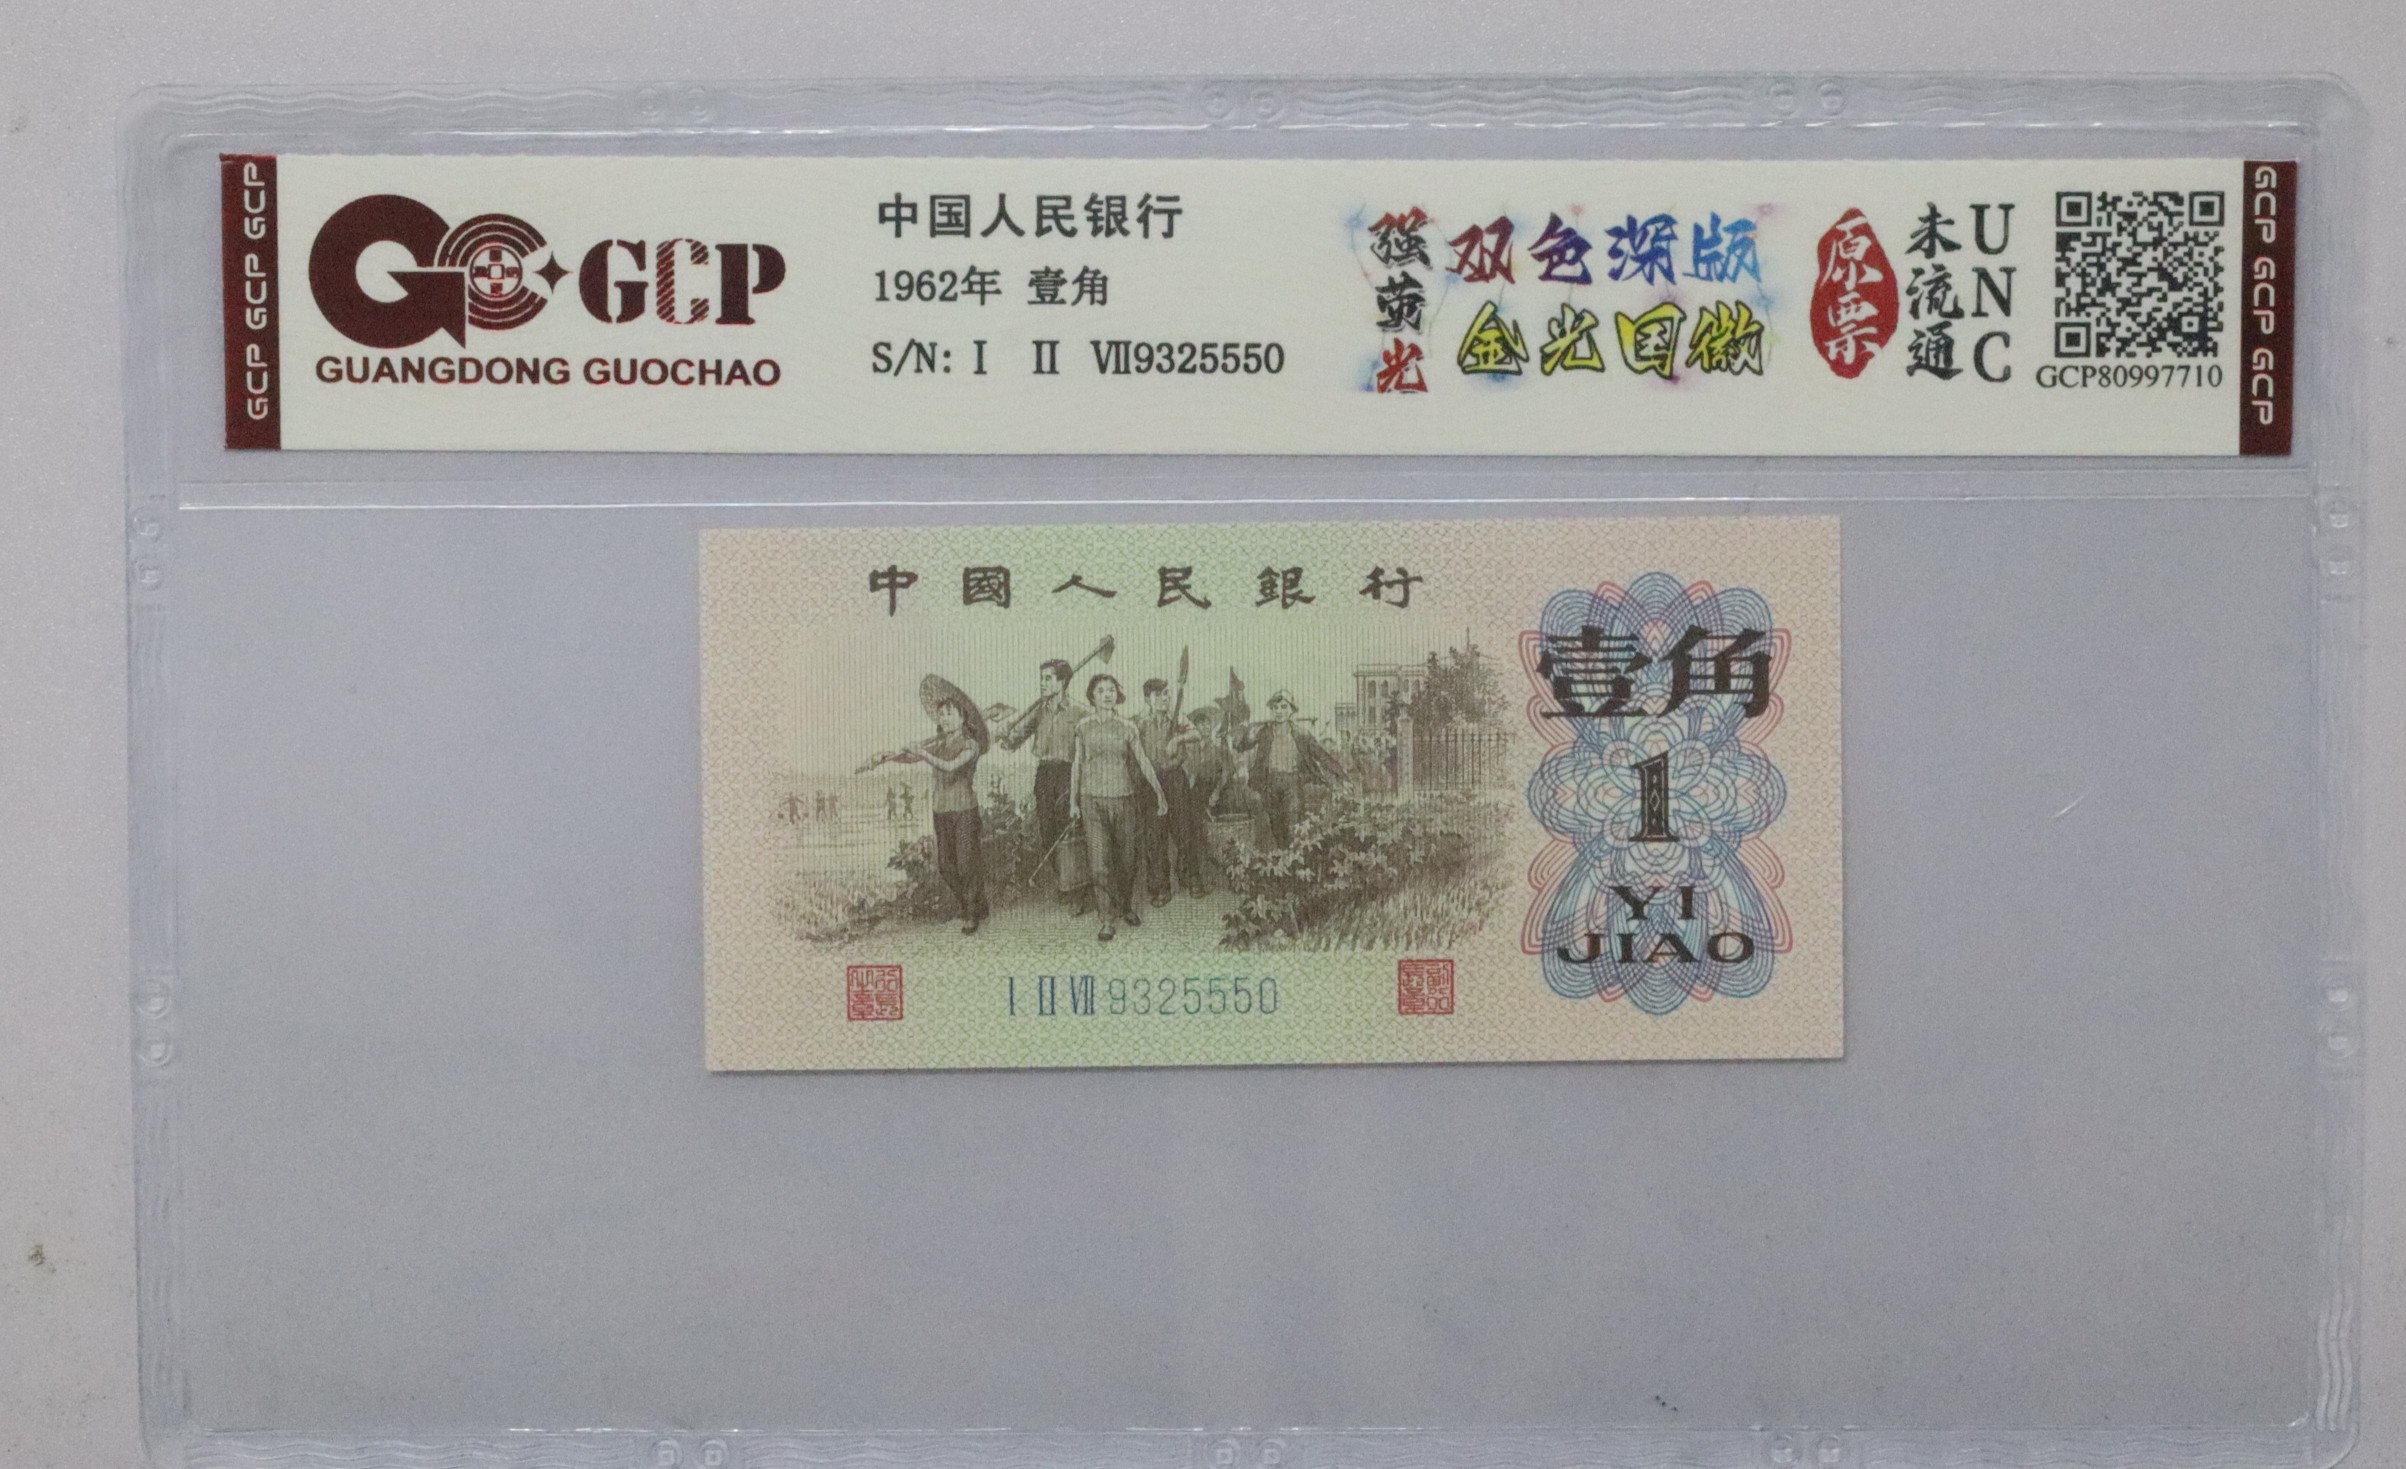 GCP GCP GCP
GCP
GUANGDONG GUOCHAO
中国人民银行
1962年 壹角
S/N: I II VII9325550
强荧光
双色深版
金光国徽
原票
未流通
UNC
GCP80997710
GCP GCP GCP
中國人民銀行
壹角
1
YI
JIAO
I II VII 9325550